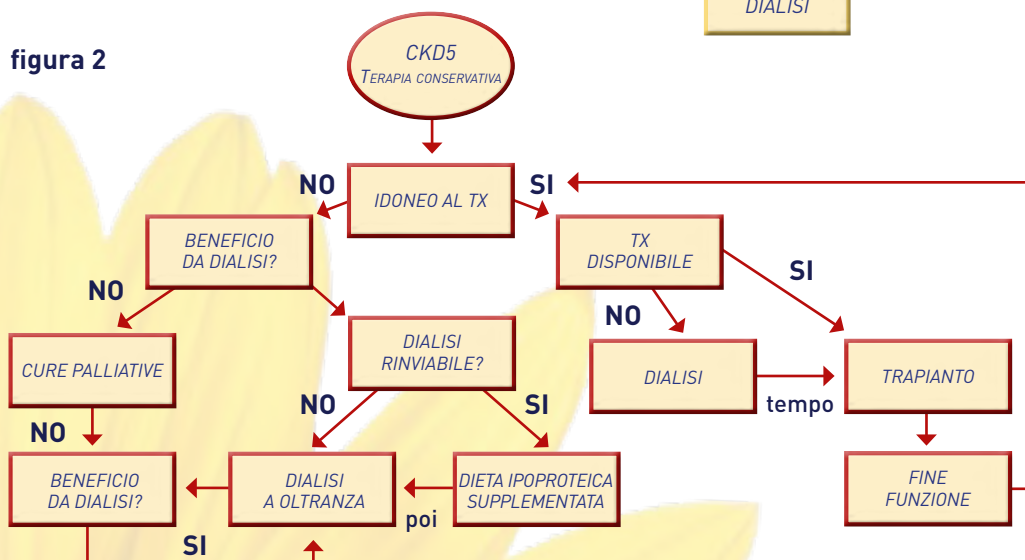 DIALISI
figura 2
CKD5
TERAPIA CONSERVATIVA
NO
IDONEO AL TX
SI
BENEFICIO
DA DIALISI?
TX
DISPONIBILE
NO
SI
NO
CURE PALLIATIVE
DIALISI
RINVIABILE?
DIALISI
tempo
TRAPIANTO
NO
NO
SI
BENEFICIO
DA DIALISI?
DIALISI
A OLTRANZA
poi
DIETA IPOPROTEICA
SUPPLEMENTATA
FINE
FUNZIONE
SI